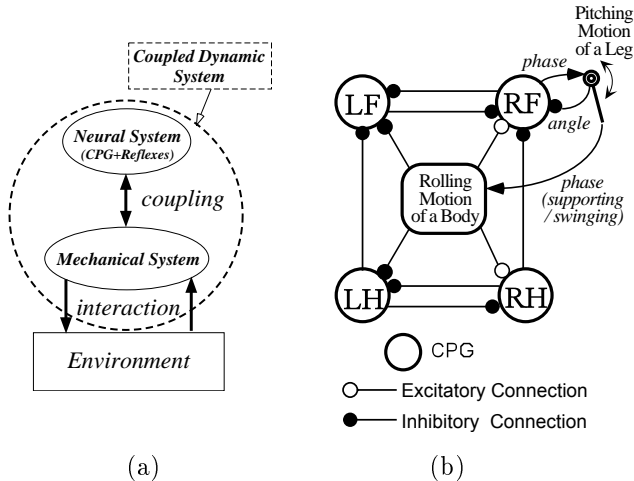 Coupled Dynamic
System
Neural System
(CPG+Reflexes)
coupling
Mechanical System
interaction
Environment
(a)
Pitching
Motion
of a Leg
phase
LF
RF
angle
Rolling
Motion
of a Body
phase
(supporting
/ swinging)
LH
RH
CPG
Excitatory Connection
Inhibitory Connection
(b)